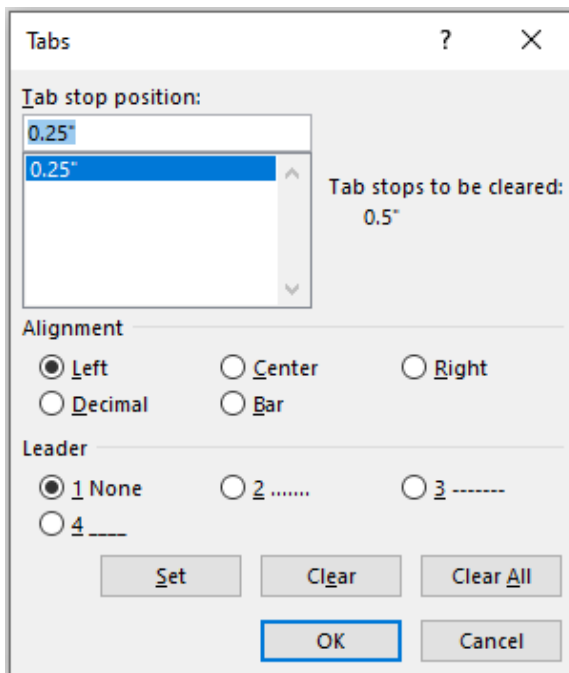 Tabs ?
Tab stop position:
0.25"
0.25"
Tab stops to be cleared:
0.5"
Alignment
Left Center Right
Decimal Bar
Leader
1 None 2 ....... 3 -------
4 ____
Set Clear Clear All
OK Cancel